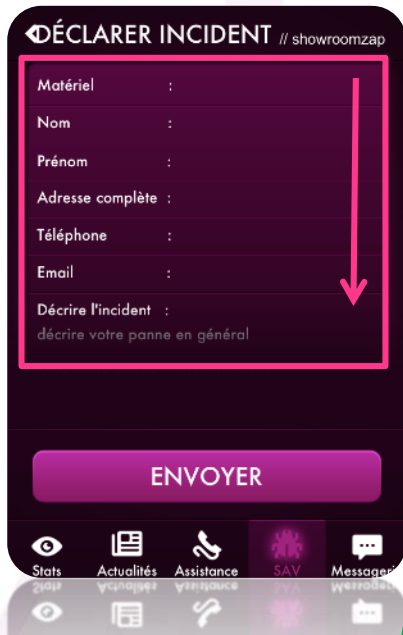 DÉCLARER INCIDENT // showroomzap
Matériel :
Nom :
Prénom :
Adresse complète :
Téléphone :
Email :
Décrire l'incident :
décrire votre panne en général
ENVOYER
Stats Actualités Assistance SAV Messageri